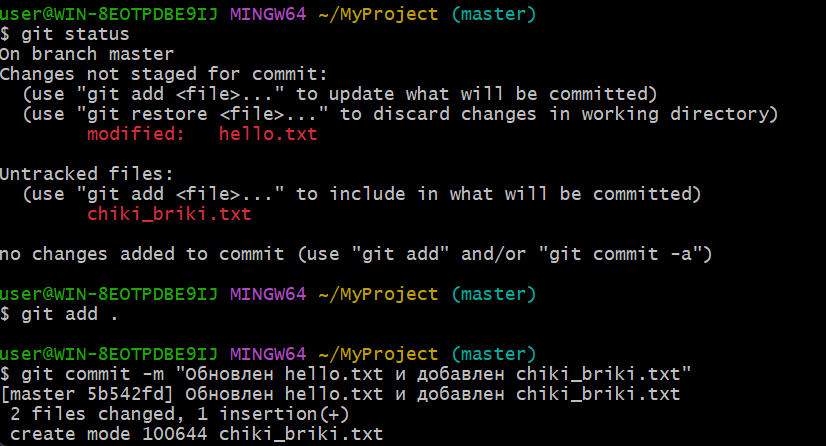 user@WIN-8EOTPDBE9IJ MINGW64 ~/MyProject (master)
$ git status
On branch master
Changes not staged for commit:
  (use "git add <file>..." to update what will be committed)
  (use "git restore <file>..." to discard changes in working directory)
        modified:   hello.txt

Untracked files:
  (use "git add <file>..." to include in what will be committed)
        chiki_briki.txt

no changes added to commit (use "git add" and/or "git commit -a")

user@WIN-8EOTPDBE9IJ MINGW64 ~/MyProject (master)
$ git add .

user@WIN-8EOTPDBE9IJ MINGW64 ~/MyProject (master)
$ git commit -m "Обновлен hello.txt и добавлен chiki_briki.txt"
[master 5b542fd] Обновлен hello.txt и добавлен chiki_briki.txt
 2 files changed, 1 insertion(+)
 create mode 100644 chiki_briki.txt